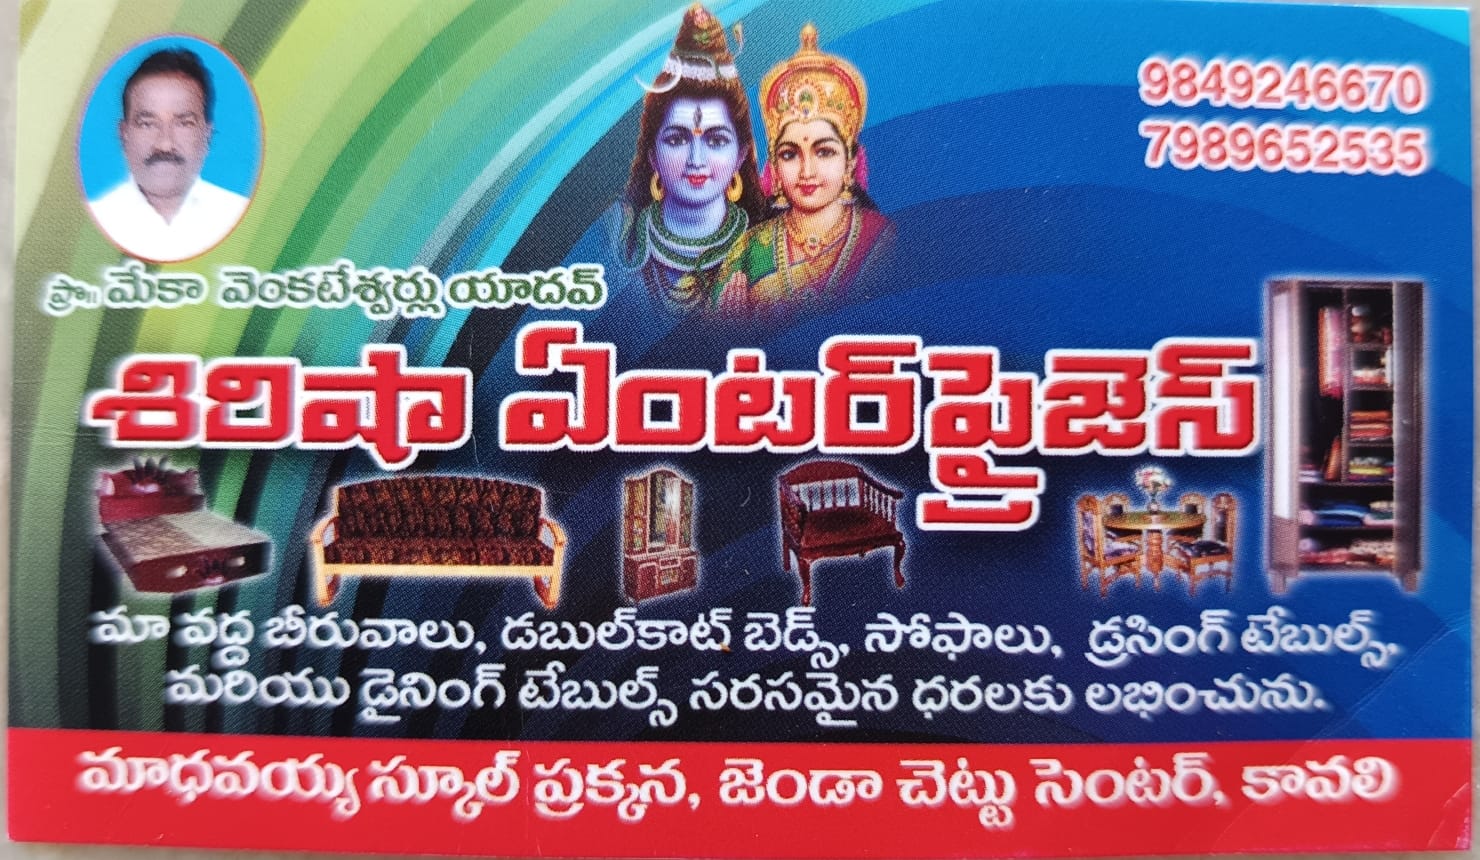 9849246670
7989652535
ప్రొ॥ మేకా వెంకటేశ్వర్లు యాదవ్
శిరిషా ఏంటర్‌ప్రైజెస్
మా వద్ద బీరువాలు, డబుల్‌కాట్ బెడ్స్, సోఫాలు, డ్రసింగ్ టేబుల్స్,
మరియు డైనింగ్ టేబుల్స్ సరసమైన ధరలకు లభించును.
మాధవయ్య స్కూల్ ప్రక్కన, జెండా చెట్టు సెంటర్, కావలి